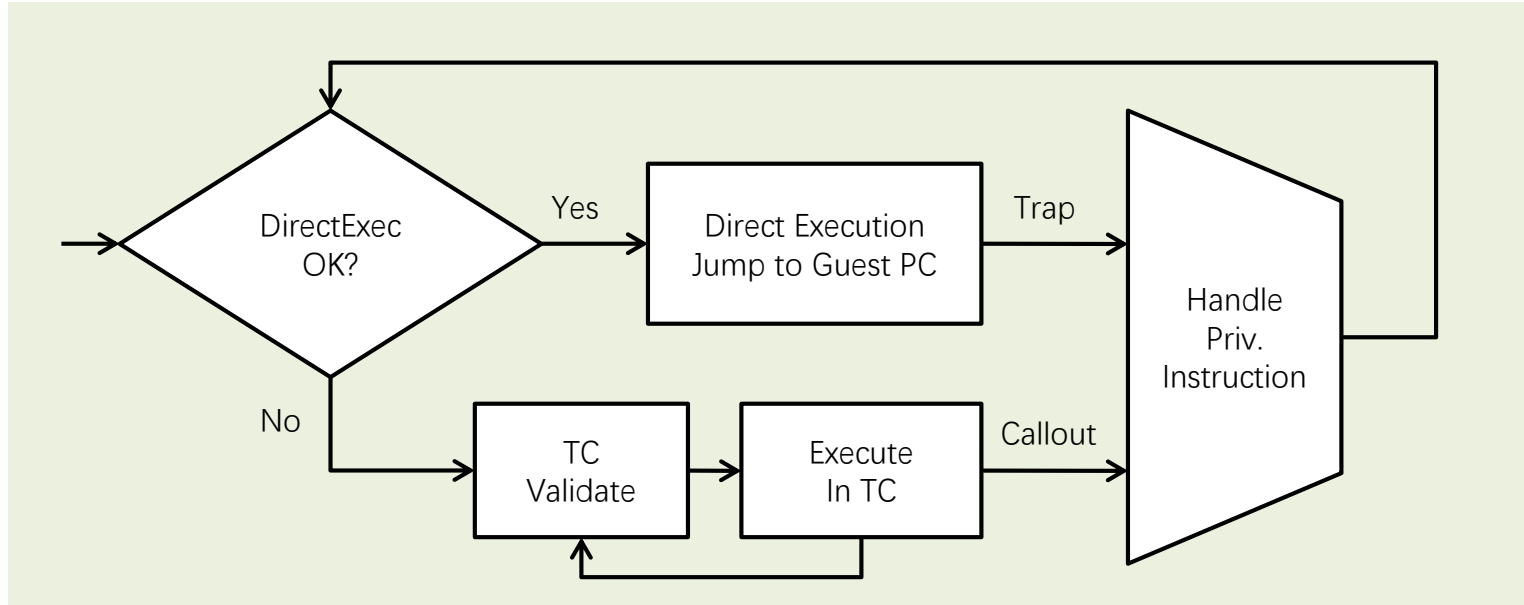 DirectExec
OK?
Yes
Direct Execution
Jump to Guest PC
Trap
Handle
Priv.
Instruction
No
TC
Validate
Execute
In TC
Callout